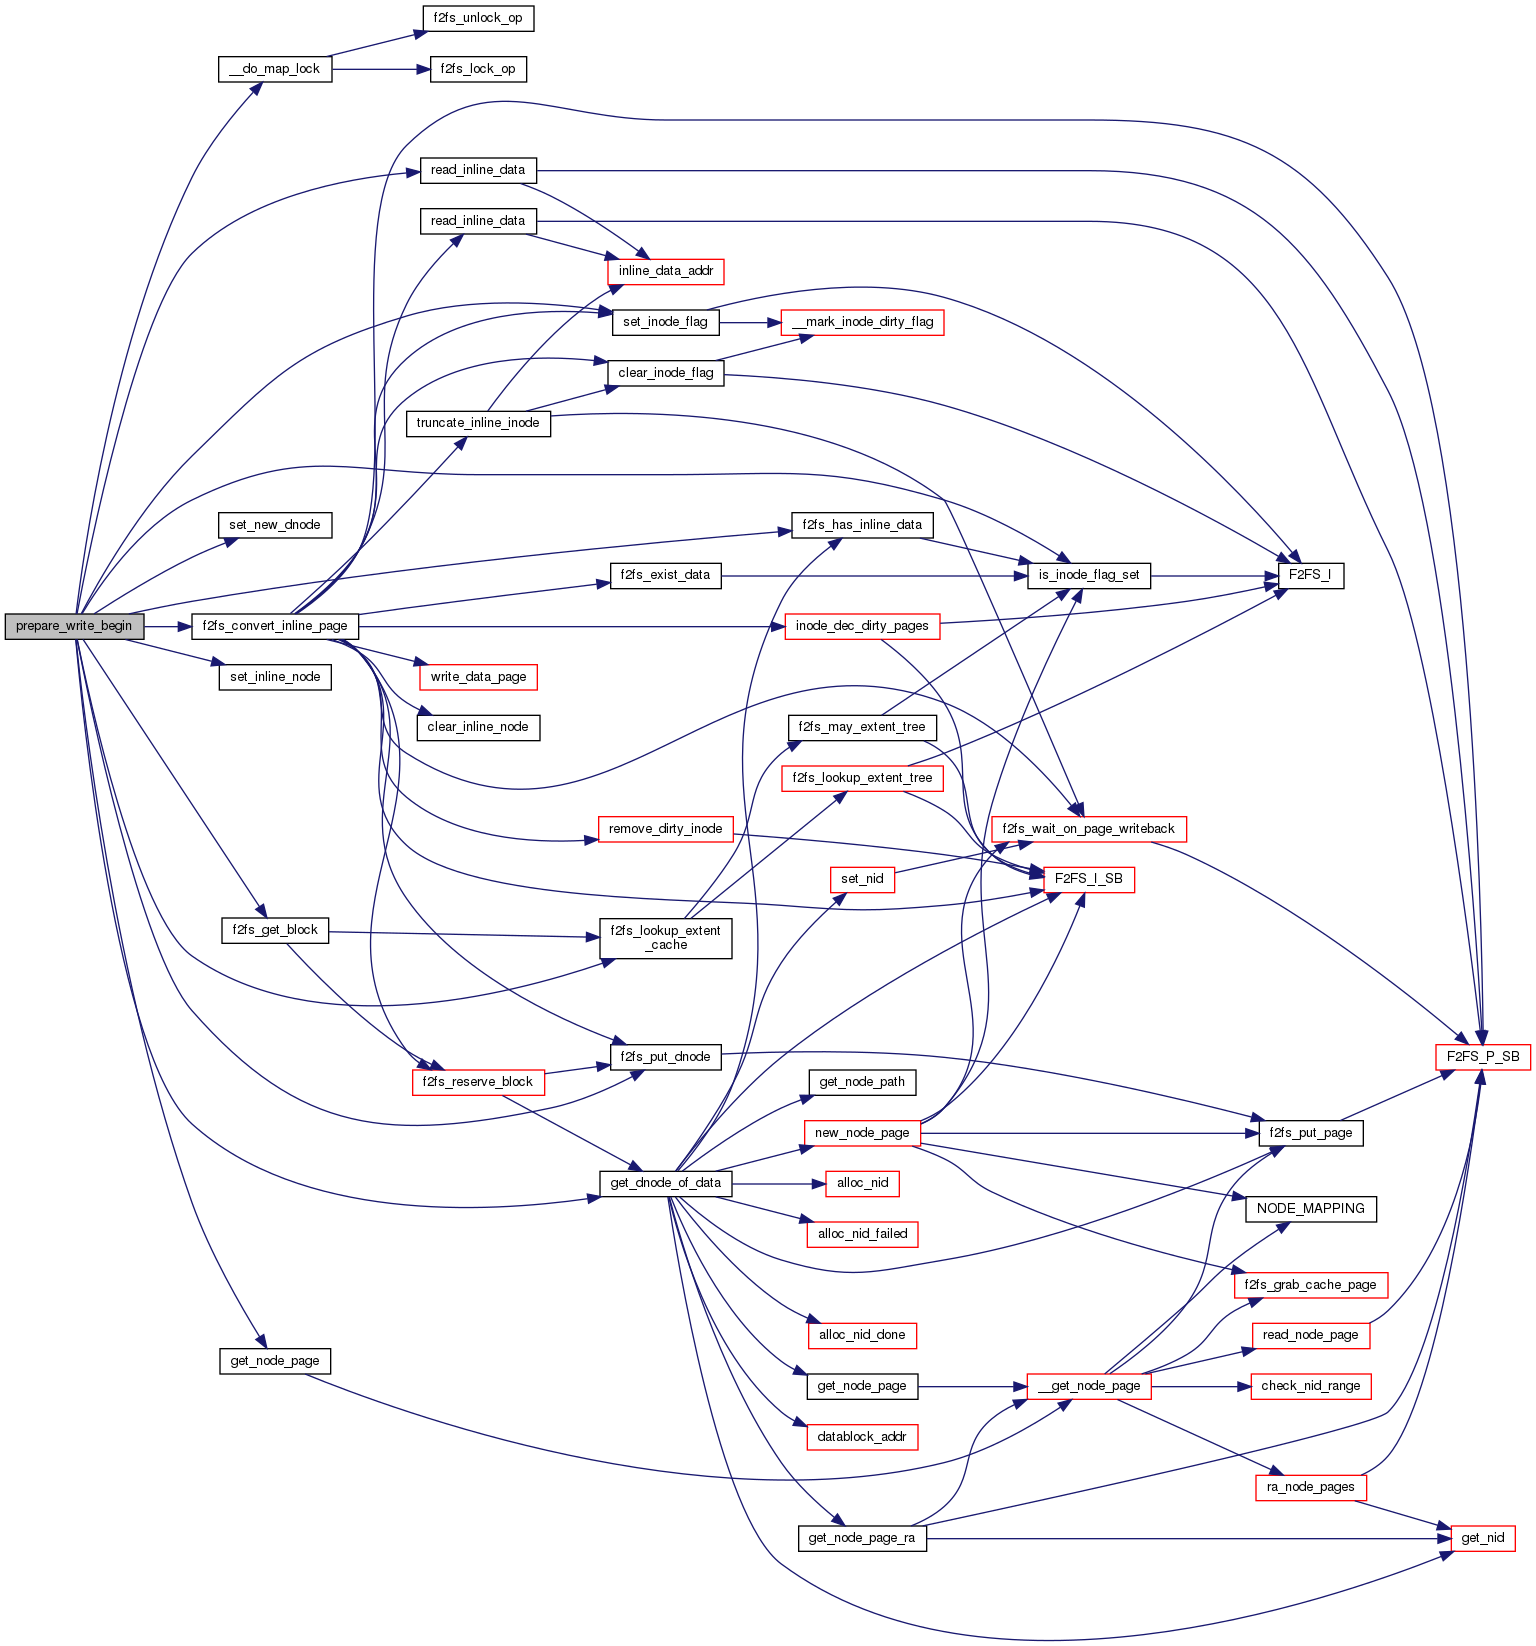 f2fs_unlock_op
__do_map_lock
f2fs_lock_op
read_inline_data
read_inline_data
inline_data_addr
set_inode_flag
__mark_inode_dirty_flag
clear_inode_flag
truncate_inline_inode
set_new_dnode
f2fs_has_inline_data
f2fs_exist_data
is_inode_flag_set
F2FS_I
prepare_write_begin
f2fs_convert_inline_page
inode_dec_dirty_pages
set_inline_node
write_data_page
clear_inline_node
f2fs_may_extent_tree
f2fs_lookup_extent_tree
remove_dirty_inode
f2fs_wait_on_page_writeback
set_nid
F2FS_I_SB
f2fs_get_block
f2fs_lookup_extent
_cache
f2fs_put_dnode
F2FS_P_SB
f2fs_reserve_block
get_node_path
new_node_page
f2fs_put_page
get_dnode_of_data
alloc_nid
NODE_MAPPING
alloc_nid_failed
f2fs_grab_cache_page
alloc_nid_done
read_node_page
get_node_page
get_node_page
__get_node_page
check_nid_range
datablock_addr
ra_node_pages
get_node_page_ra
get_nid